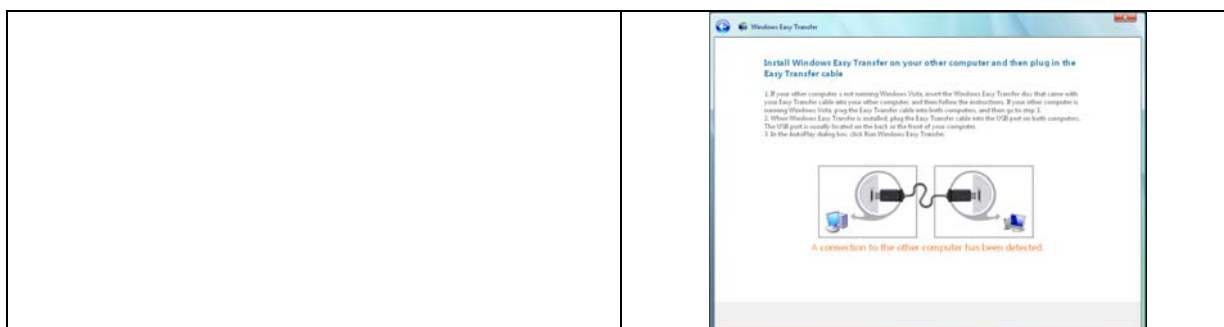 Windows Easy Transfer
Install Windows Easy Transfer on your other computer and then plug in the
Easy Transfer cable
1. If your other computer s not running Windows Vista, insert the Windows Easy Transfer disc that came with
your Easy Transfer cable into your other computer, and then follow the instructions. If your other computer is
running Windows Vista, plug the Easy Transfer cable into both computers, and then go to step 3.
2. When Windows Easy Transfer is installed, plug the Easy Transfer cable into the USB port on both computers.
The USB port is usually located on the back or the front of your computer.
3. In the AutoPlay dialog box, click Run Windows Easy Transfer.
A connection to the other computer has been detected.